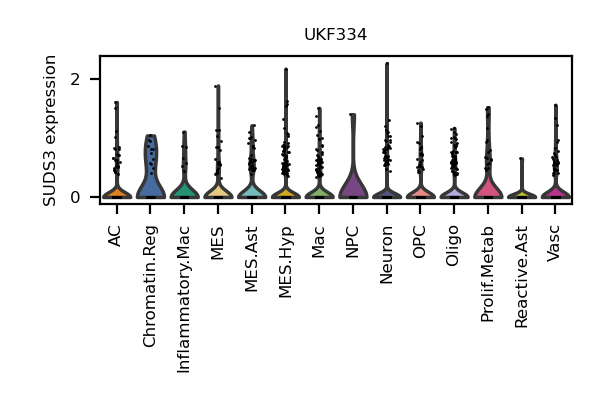 UKF334
SUDS3 expression
2
0
AC
Chromatin.Reg
Inflammatory.Mac
MES
MES.Ast
MES.Hyp
Mac
NPC
Neuron
OPC
Oligo
Prolif.Metab
Reactive.Ast
Vasc